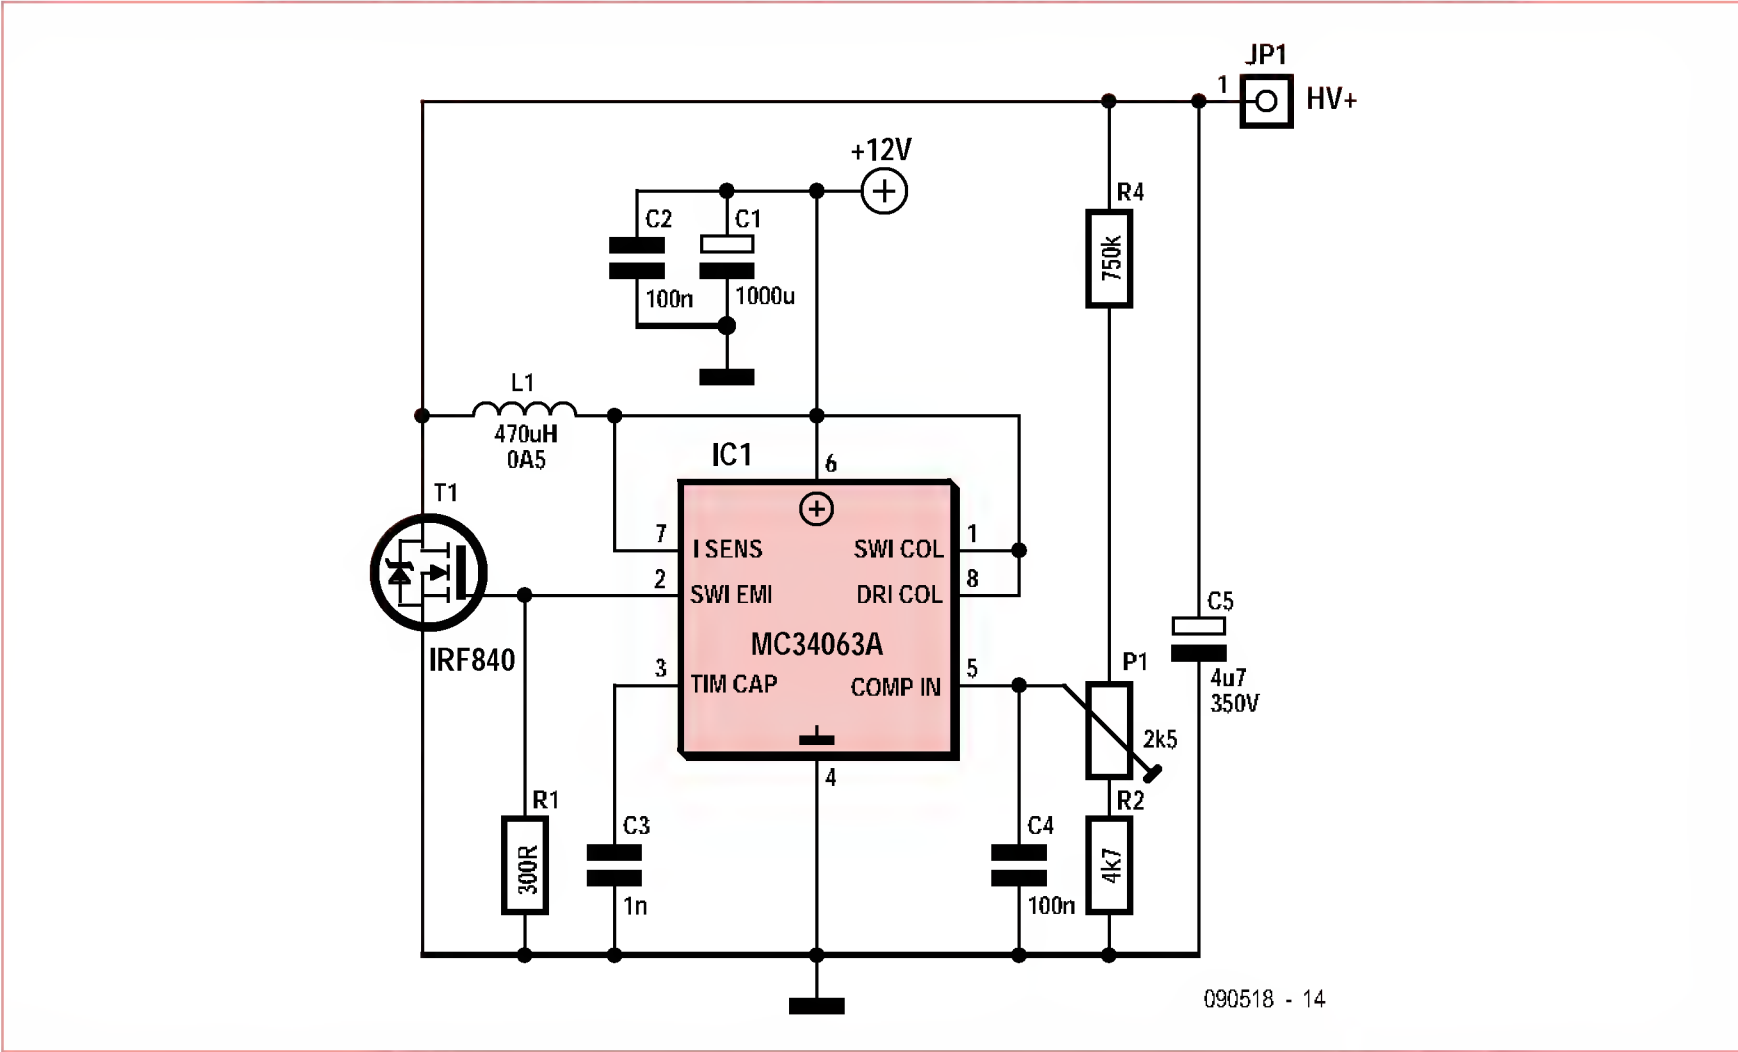 JP1
1
HV+
+12V
R4
750k
C2
C1
100n
1000u
L1
470uH
0A5
IC1
6
T1
7
I SENS
SWI COL
1
2
SWI EMI
DRI COL
8
C5
4u7
350V
IRF840
MC34063A
3
TIM CAP
COMP IN
5
P1
2k5
4
R1
300R
C3
1n
C4
100n
R2
4k7
090518 - 14